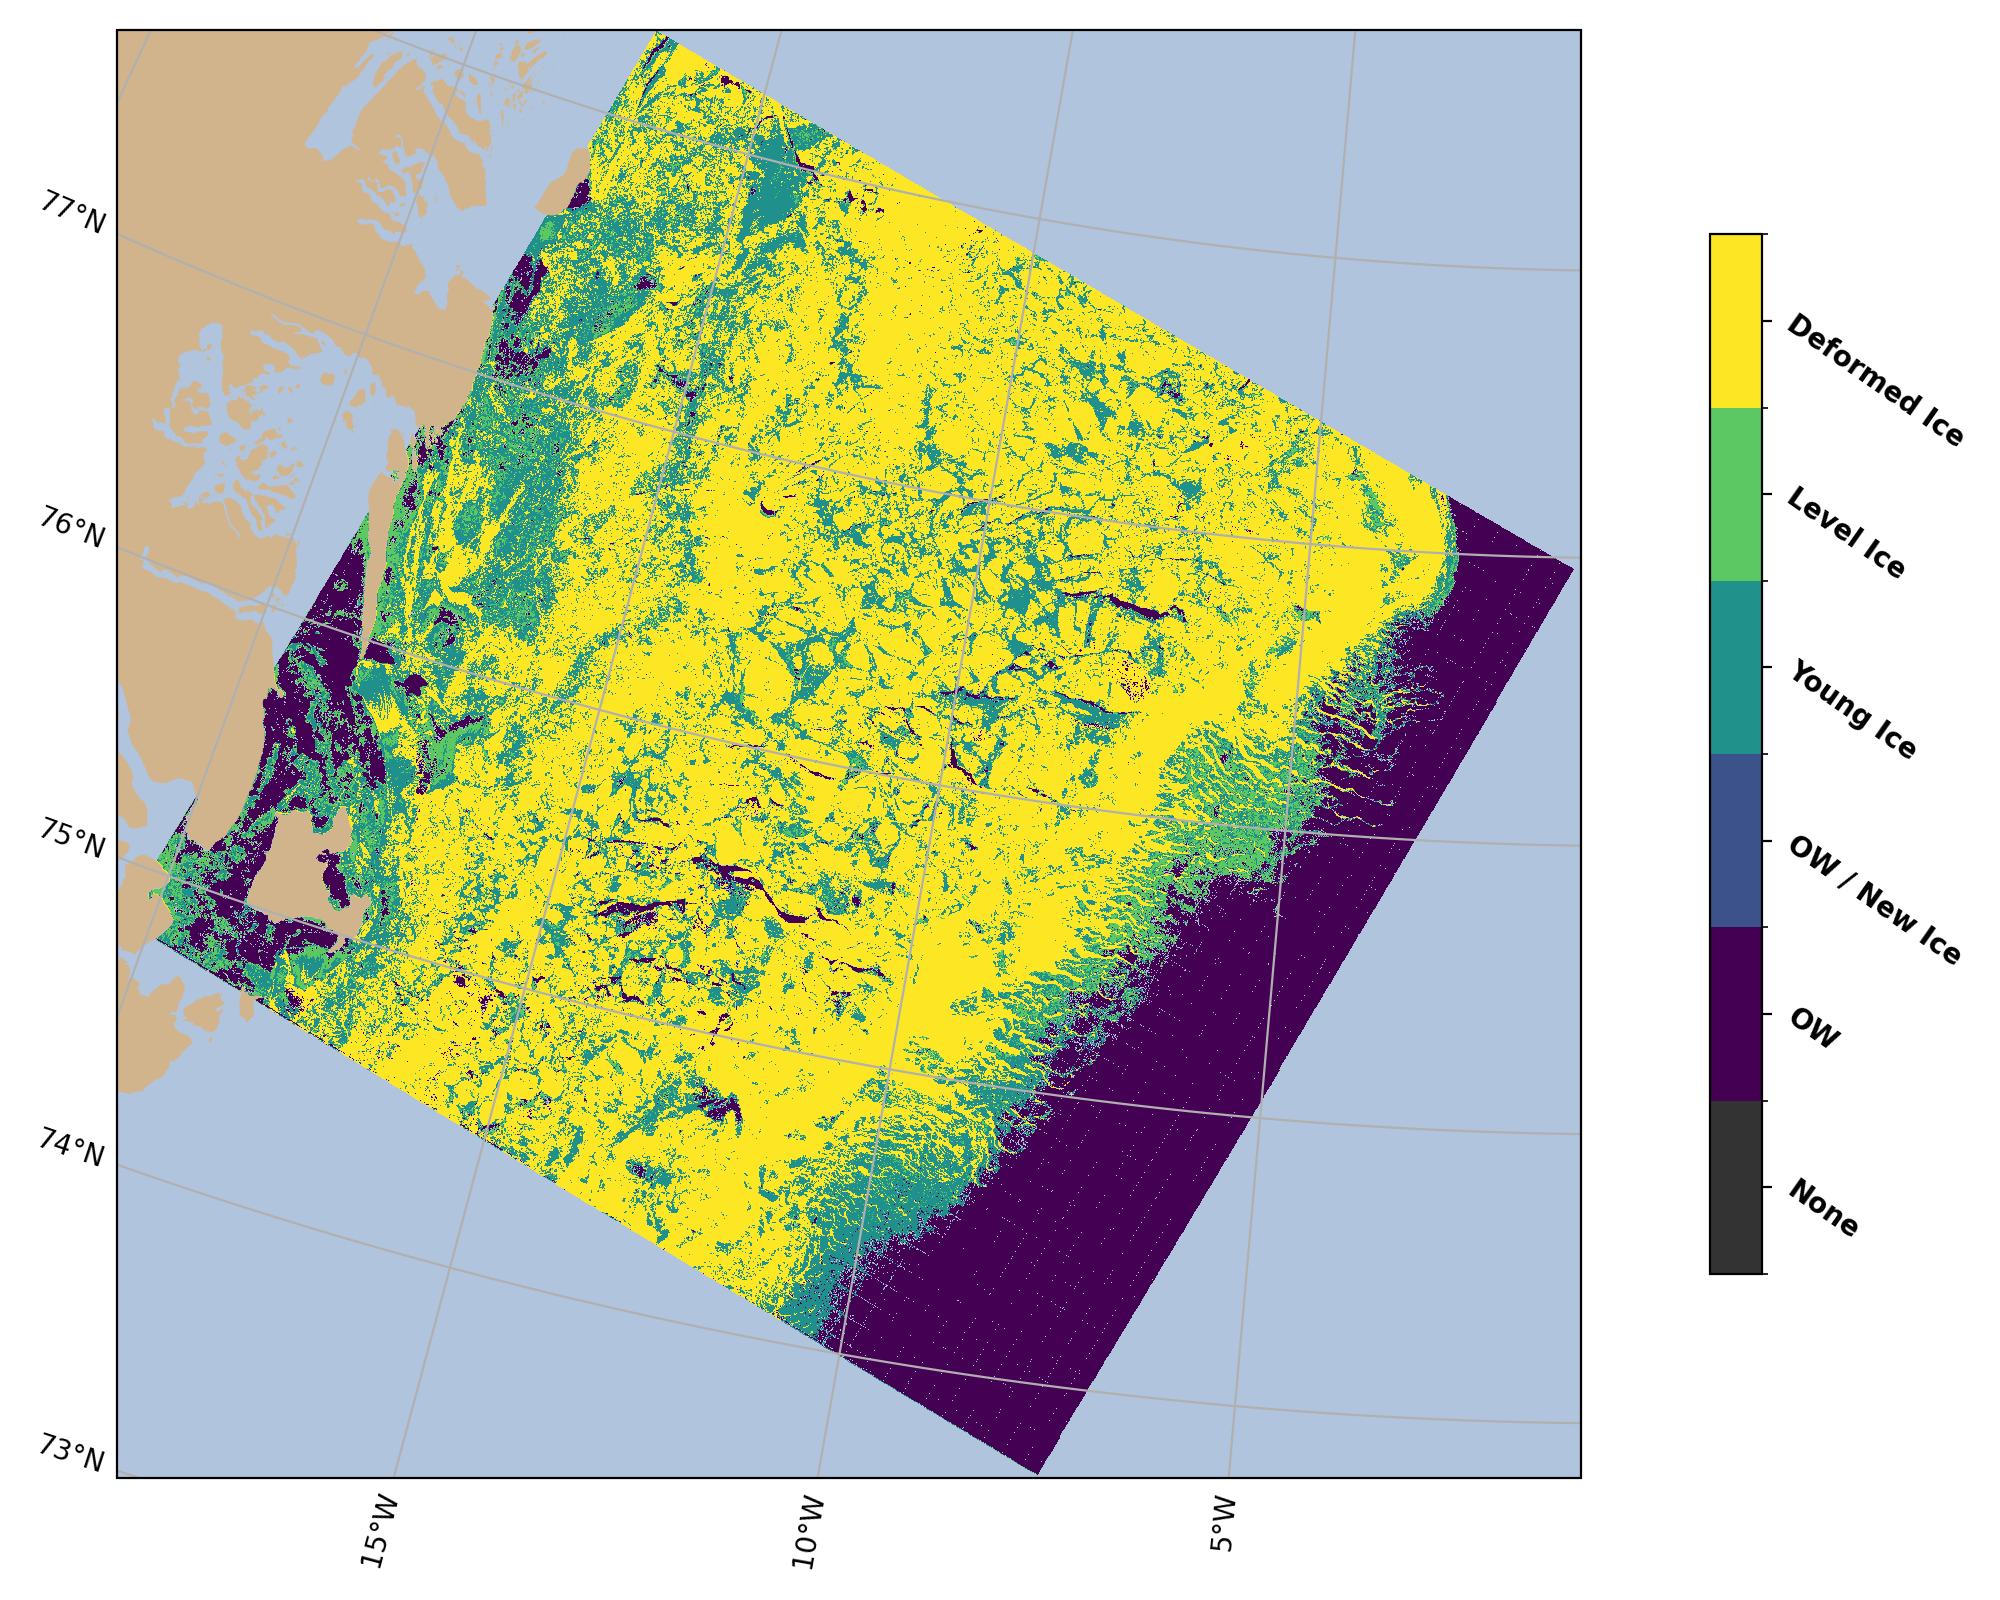 77°N
76°N
75°N
74°N
73°N
15°W
10°W
5°W
Deformed Ice
Level Ice
Young Ice
OW / New Ice
OW
None